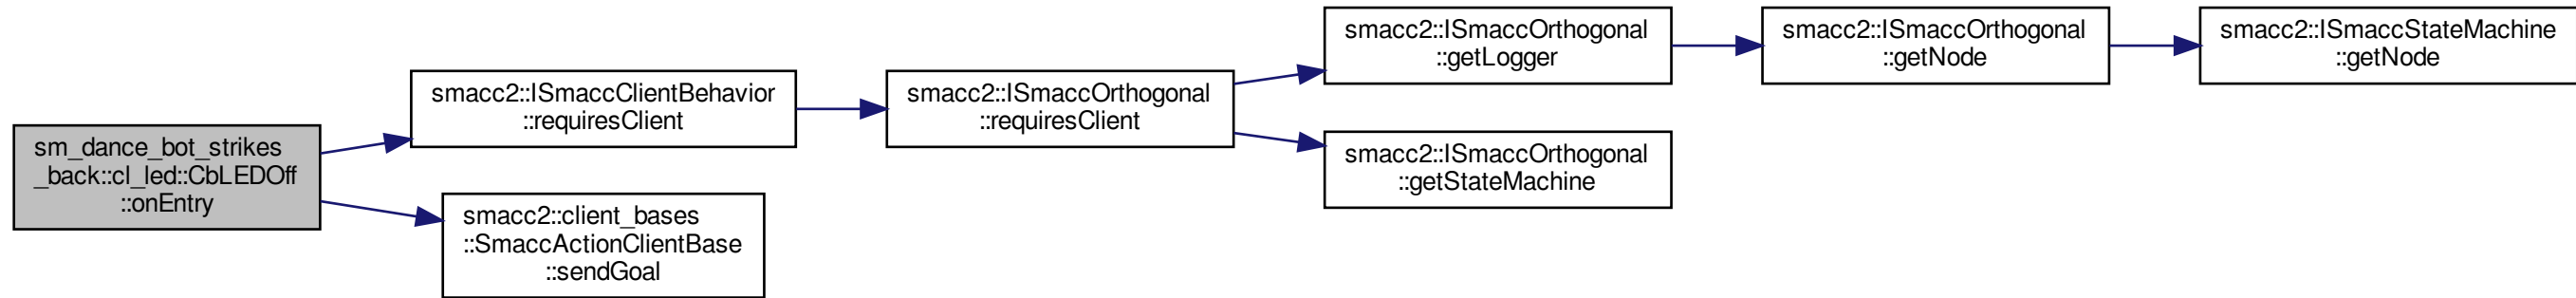 sm_dance_bot_strikes
_back::cl_led::CbLEDOff
::onEntry
smacc2::ISmaccClientBehavior
::requiresClient
smacc2::client_bases
::SmaccActionClientBase
::sendGoal
smacc2::ISmaccOrthogonal
::requiresClient
smacc2::ISmaccOrthogonal
::getLogger
smacc2::ISmaccOrthogonal
::getStateMachine
smacc2::ISmaccOrthogonal
::getNode
smacc2::ISmaccStateMachine
::getNode